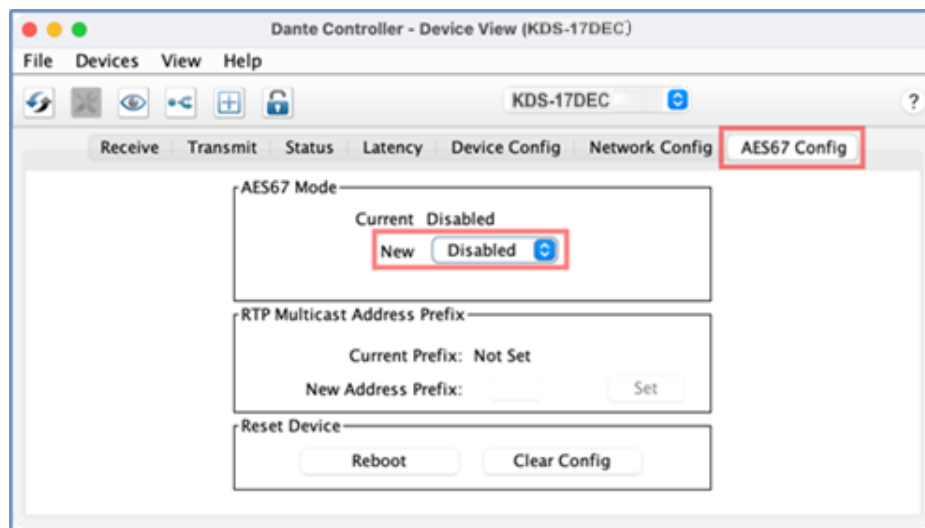 Dante Controller - Device View (KDS-17DEC)
File Devices View Help
KDS-17DEC
?
Receive Transmit Status Latency Device Config Network Config AES67 Config
AES67 Mode
Current Disabled
New Disabled
RTP Multicast Address Prefix
Current Prefix: Not Set
New Address Prefix:
Set
Reset Device
Reboot Clear Config